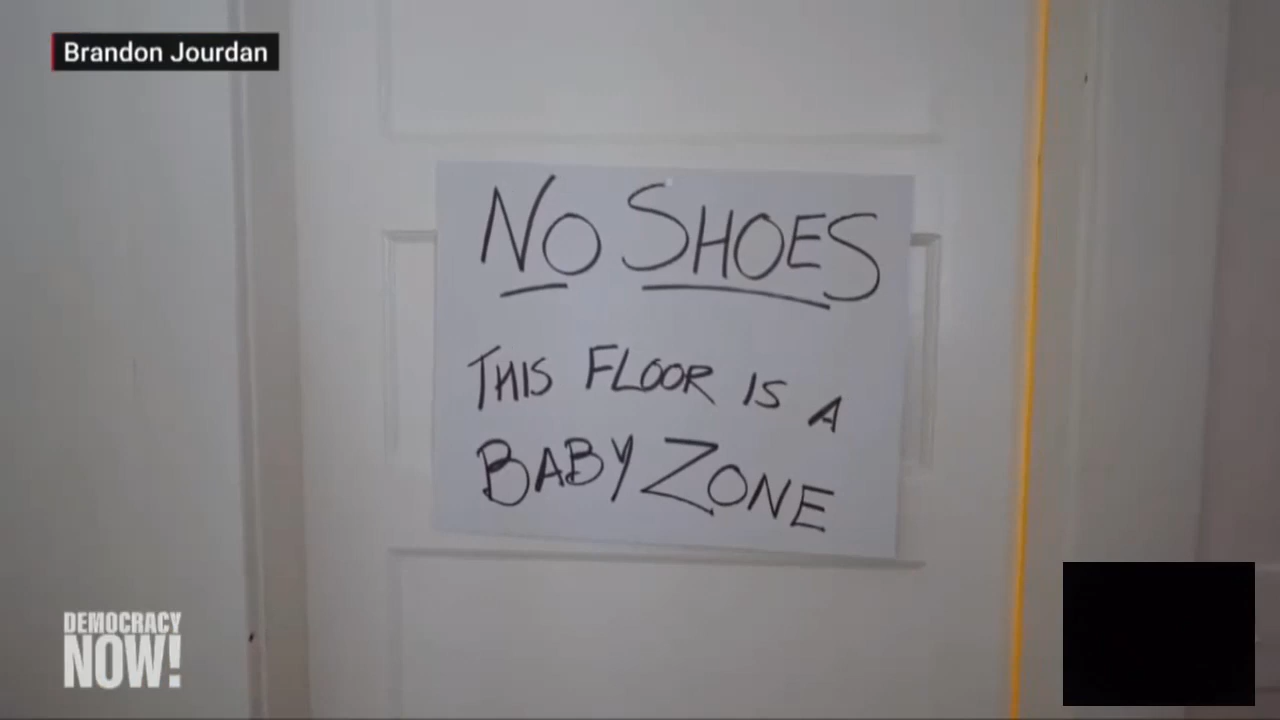 Brandon Jourdan
NO SHOES
THIS FLOOR IS A
BABY ZONE
DEMOCRACY
NOW!